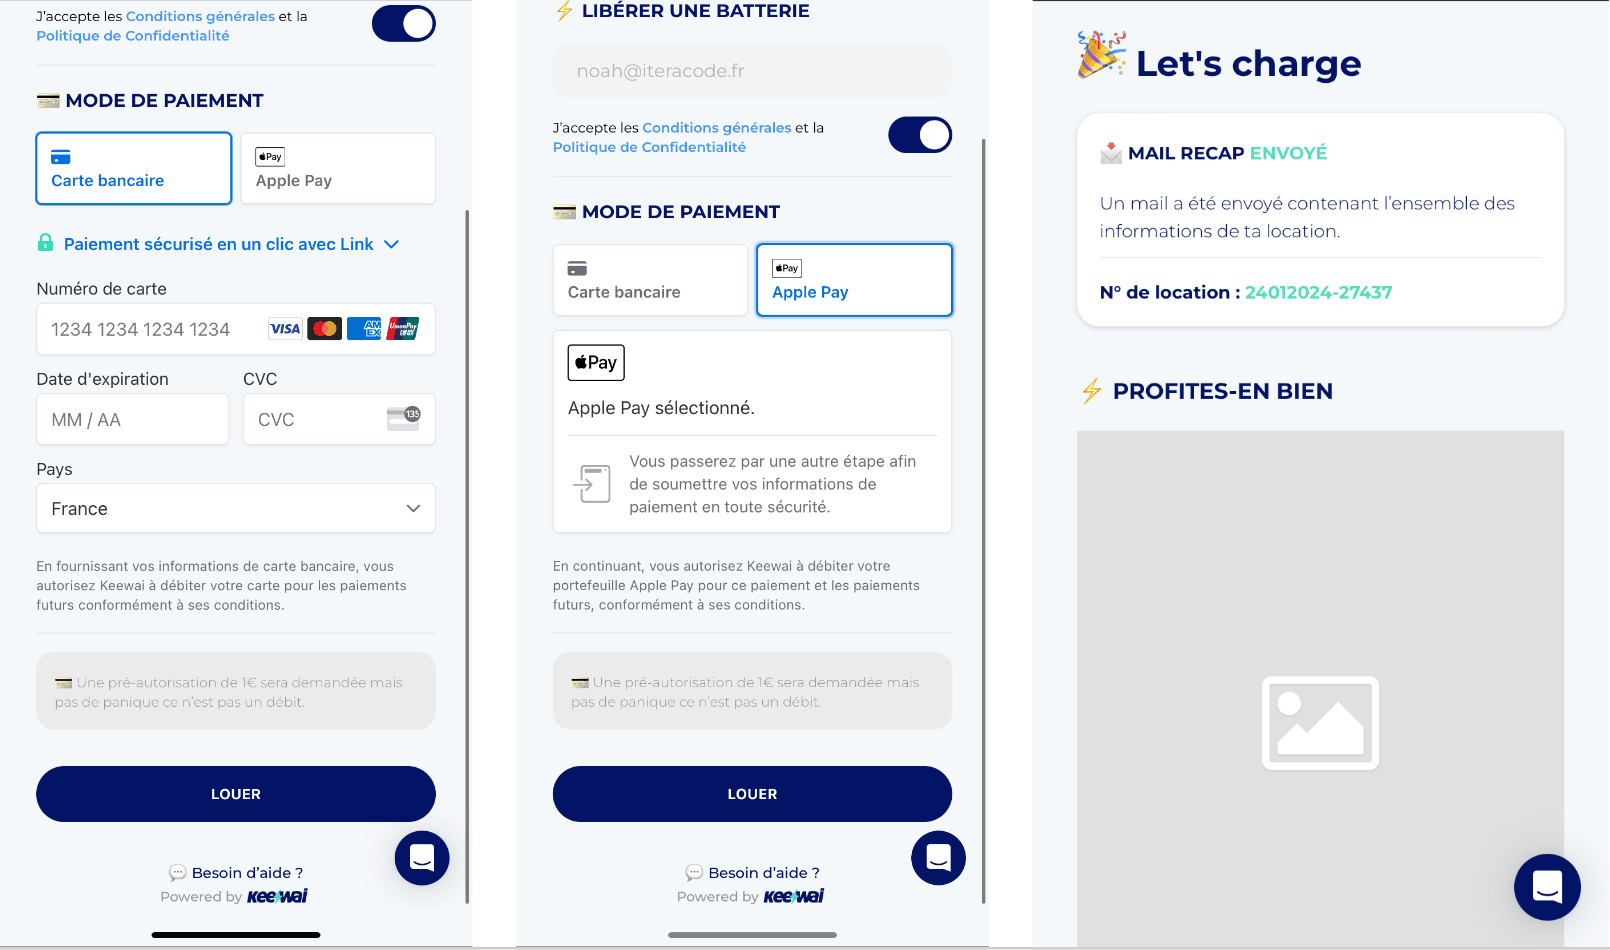 J'accepte les Conditions générales et la
Politique de Confidentialité
MODE DE PAIEMENT
Carte bancaire
Pay
Apple Pay
Paiement sécurisé en un clic avec Link
Numéro de carte
1234 1234 1234 1234
VISA
AM
EX
UnionPay
Date d'expiration
CVC
MM / AA
CVC
135
Pays
France
En fournissant vos informations de carte bancaire, vous
autorisez Keewai à débiter votre carte pour les paiements
futurs conformément à ses conditions.
Une pré-autorisation de 1€ sera demandée mais
pas de panique ce n'est pas un débit.
LOUER
Besoin d'aide ?
Powered by keewai
LIBÉRER UNE BATTERIE
noah@iteracode.fr
J'accepte les Conditions générales et la
Politique de Confidentialité
MODE DE PAIEMENT
Carte bancaire
Pay
Apple Pay
Pay
Apple Pay sélectionné.
Vous passerez par une autre étape afin
de soumettre vos informations de
paiement en toute sécurité.
En continuant, vous autorisez Keewai à débiter votre
portefeuille Apple Pay pour ce paiement et les paiements
futurs, conformément à ses conditions.
Une pré-autorisation de 1€ sera demandée mais
pas de panique ce n'est pas un débit.
LOUER
Besoin d'aide ?
Powered by keewai
Let's charge
MAIL RECAP ENVOYÉ
Un mail a été envoyé contenant l'ensemble des
informations de ta location.
N° de location : 24012024-27437
PROFITES-EN BIEN